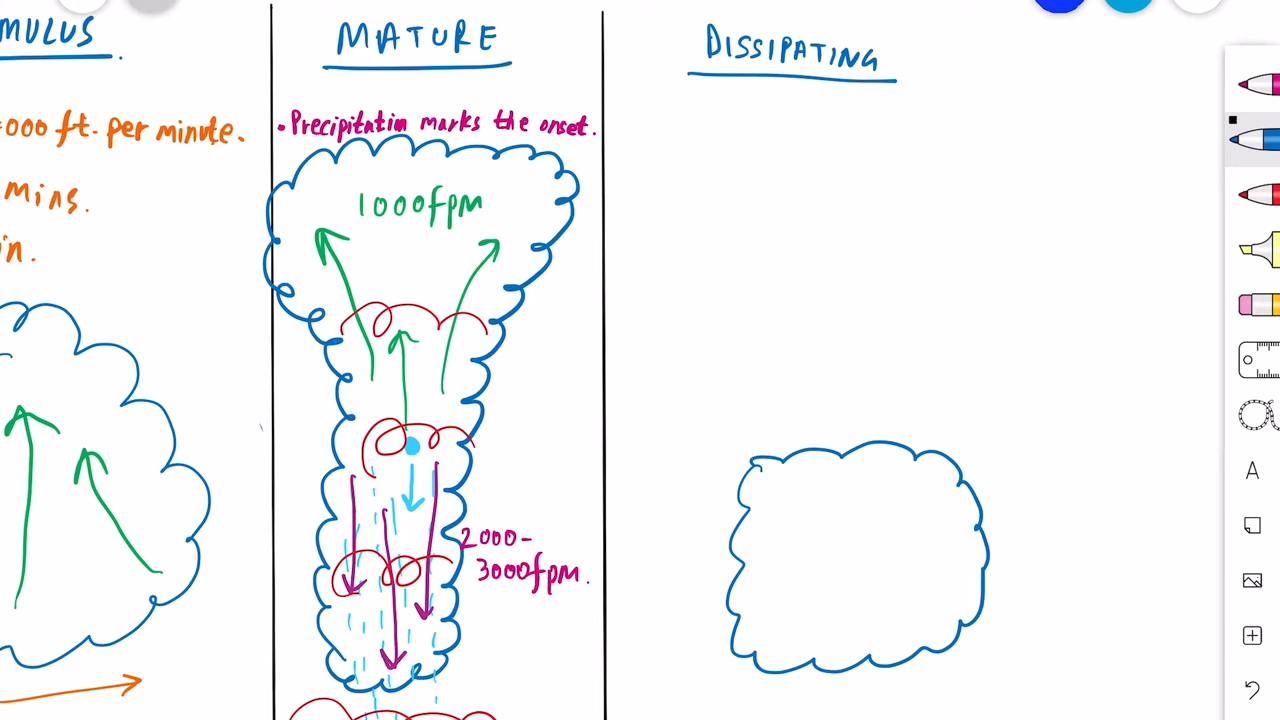 MULUS
000 ft. per minute.
mins.
in.
MATURE
• Precipitatin marks the onset.
1000fpm
2000-
3000fpm.
DISSIPATING
A